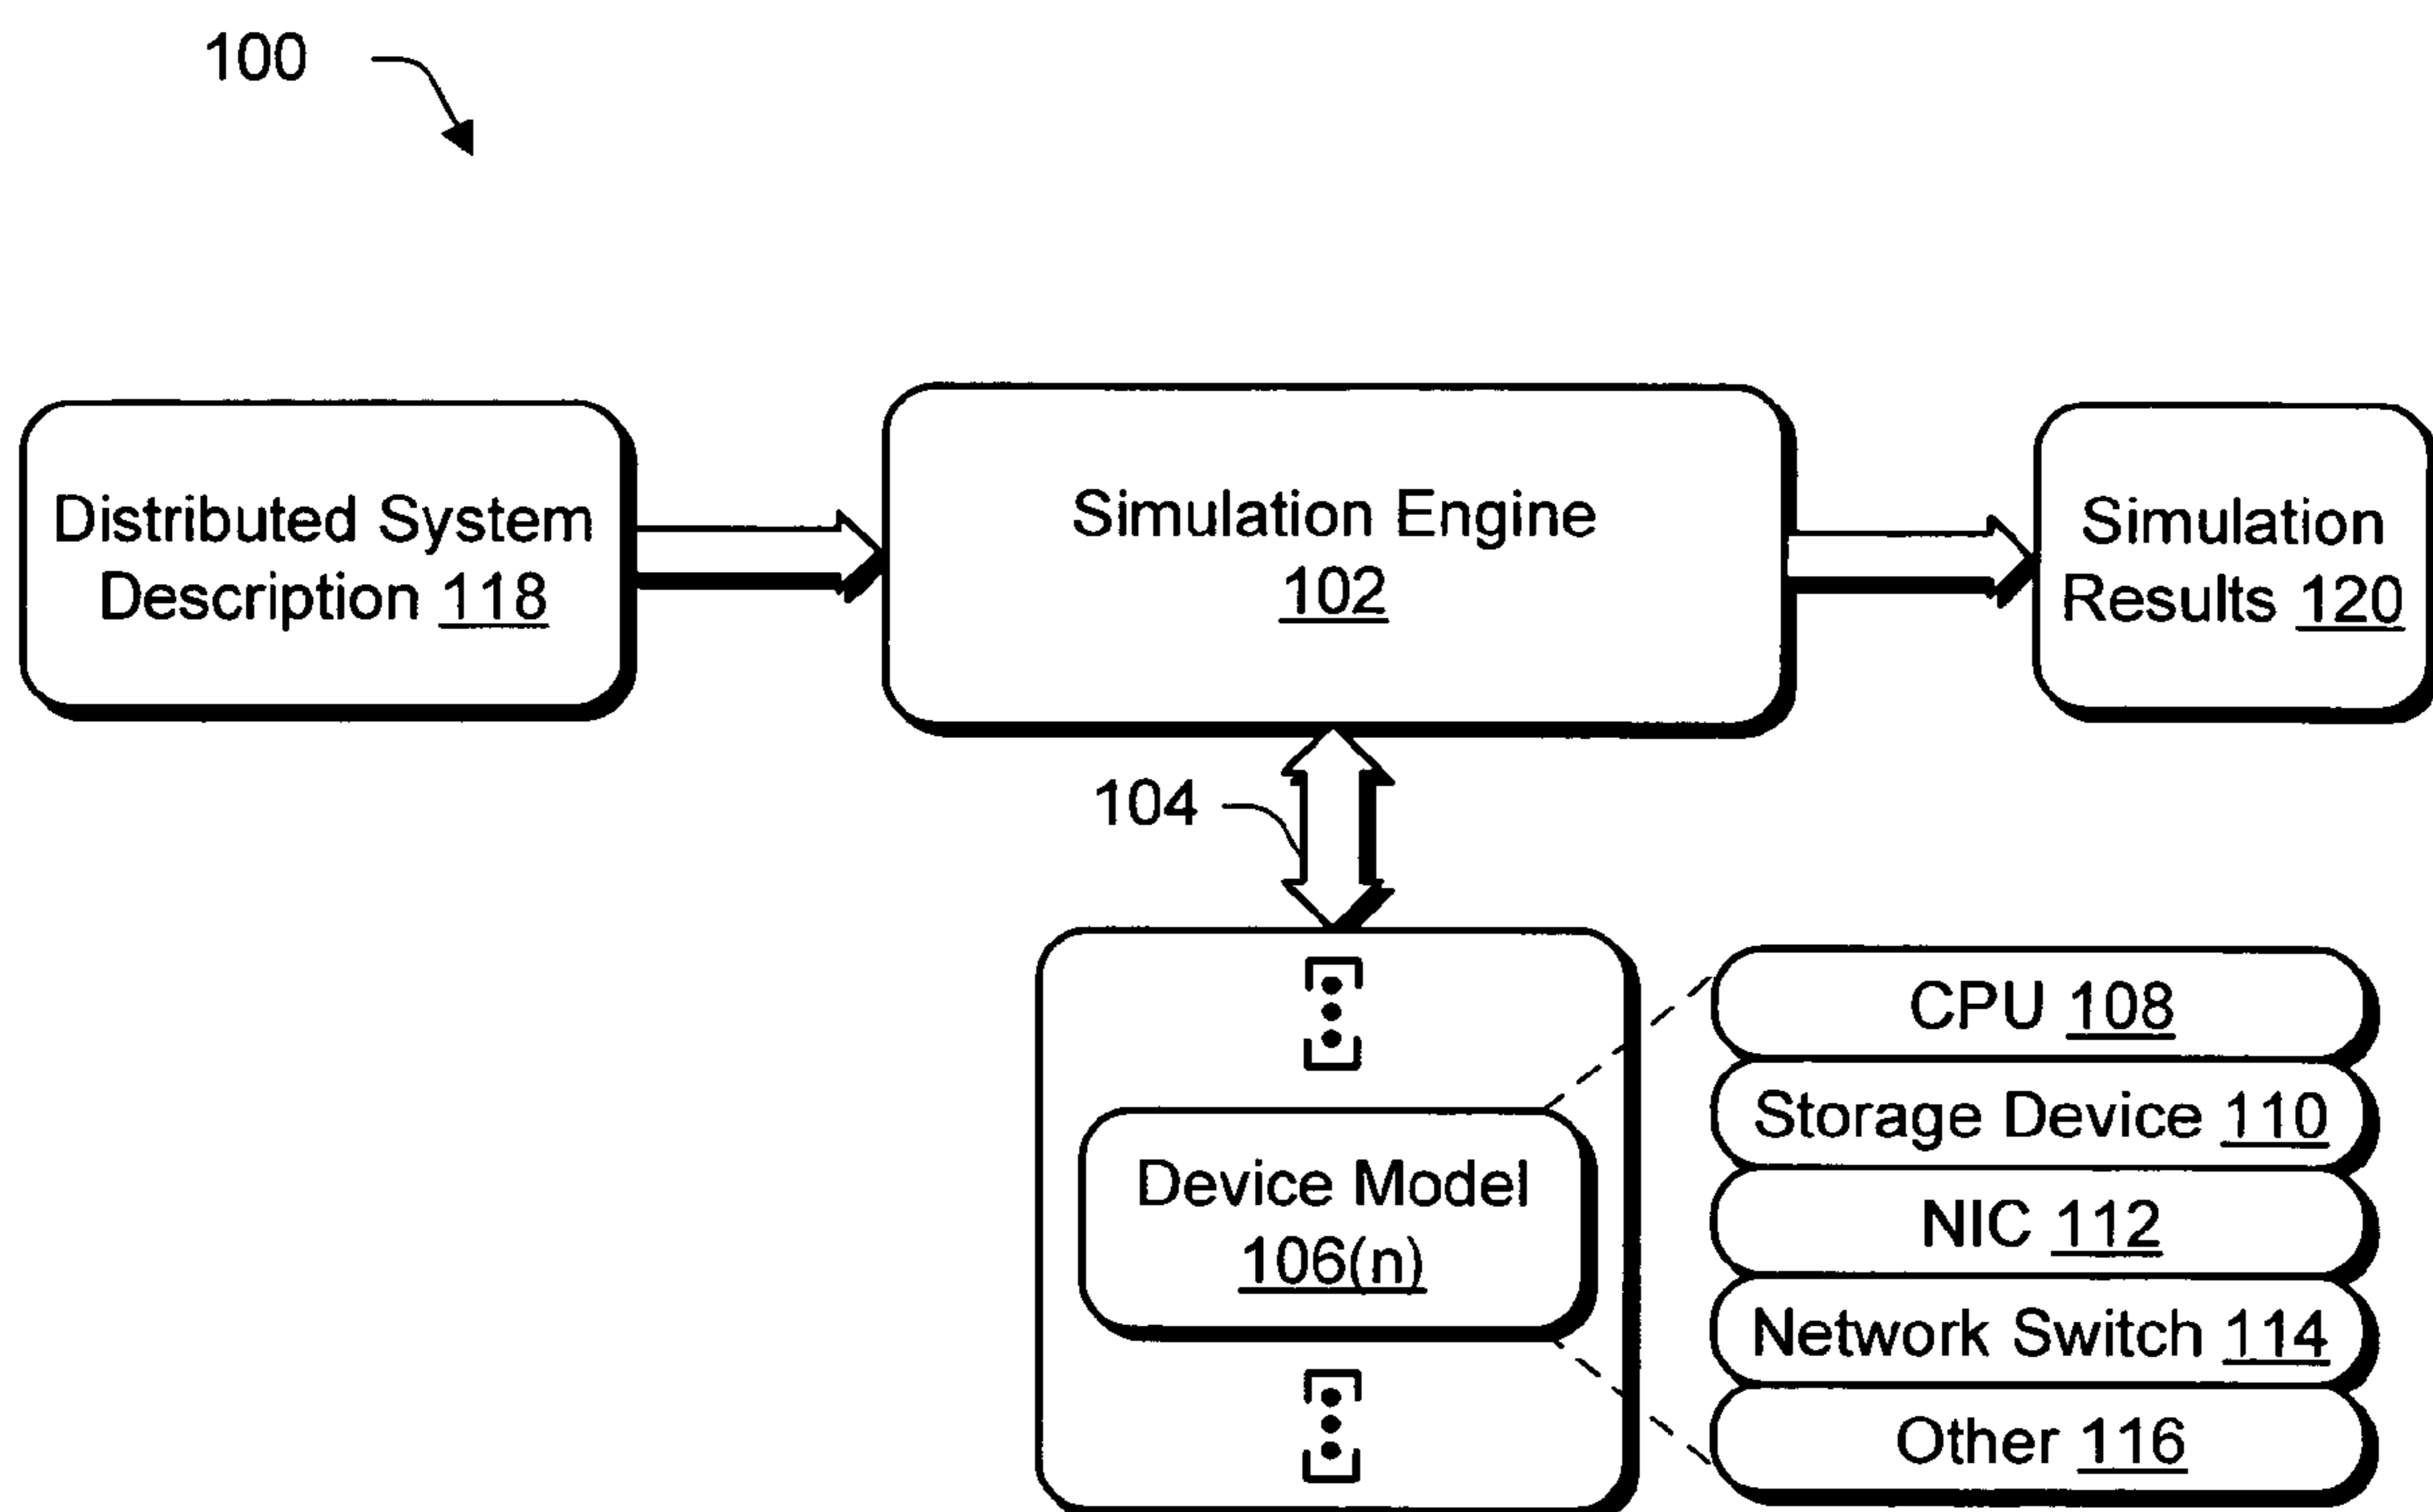 100
Distributed System
Description 118
Simulation Engine
102
Simulation
Results 120
104
Device Model
106(n)
CPU 108
Storage Device 110
NIC 112
Network Switch 114
Other 116